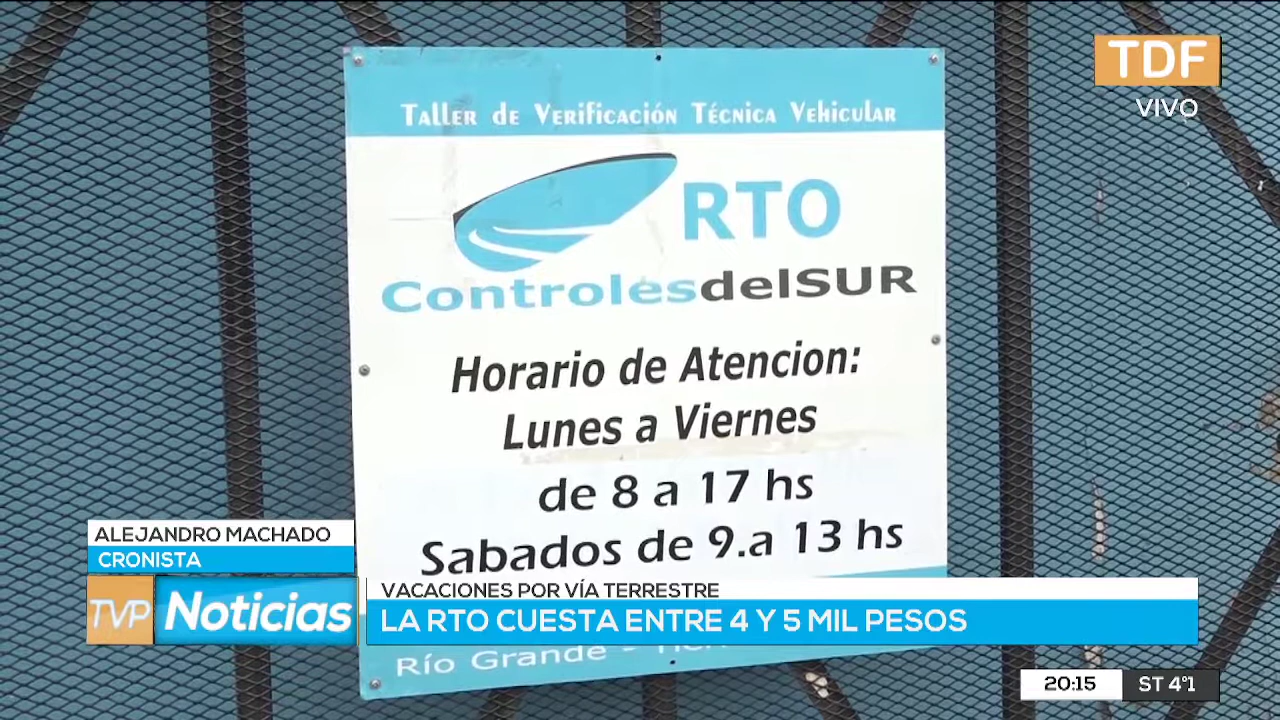 TDF
VIVO
Taller de Verificación Técnica Vehicular
RTO
ControlesdelSUR
Horario de Atencion:
Lunes a Viernes
de 8 a 17 hs
Sabados de 9.a 13 hs
Río Grande -
ALEJANDRO MACHADO
CRONISTA
TVP Noticias
VACACIONES POR VÍA TERRESTRE
LA RTO CUESTA ENTRE 4 Y 5 MIL PESOS
20:15 ST 4°1